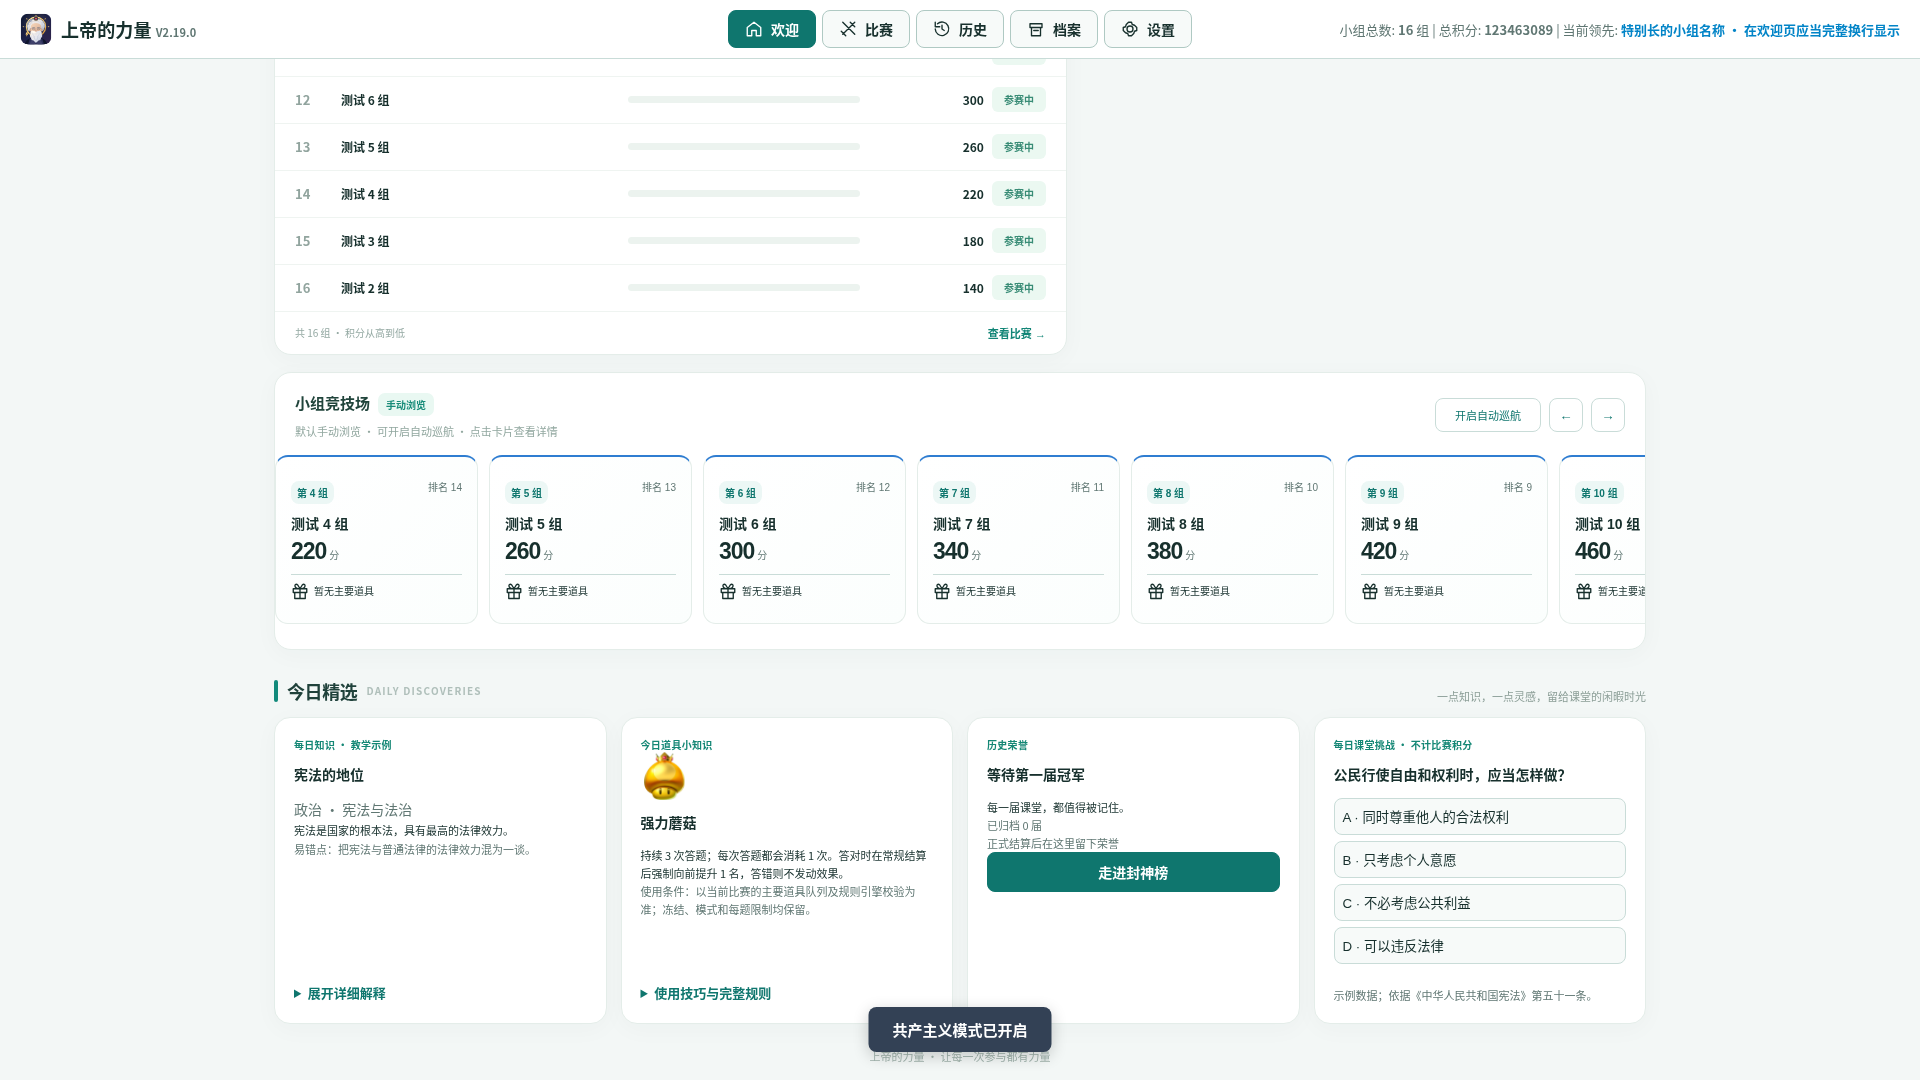 上帝的力量 V2.19.0
欢迎
比赛
历史
档案
设置
小组总数: 16 组 | 总积分: 123463089 | 当前领先: 特别长的小组名称 · 在欢迎页应当完整换行显示
12 测试 6 组 300 参赛中
13 测试 5 组 260 参赛中
14 测试 4 组 220 参赛中
15 测试 3 组 180 参赛中
16 测试 2 组 140 参赛中
共 16 组 · 积分从高到低
查看比赛 →
小组竞技场 手动浏览
默认手动浏览 · 可开启自动巡航 · 点击卡片查看详情
开启自动巡航 ← →
第 4 组 排名 14
测试 4 组
220 分
暂无主要道具
第 5 组 排名 13
测试 5 组
260 分
暂无主要道具
第 6 组 排名 12
测试 6 组
300 分
暂无主要道具
第 7 组 排名 11
测试 7 组
340 分
暂无主要道具
第 8 组 排名 10
测试 8 组
380 分
暂无主要道具
第 9 组 排名 9
测试 9 组
420 分
暂无主要道具
第 10 组
测试 10 组
460 分
暂无主要道
今日精选 DAILY DISCOVERIES
一点知识，一点灵感，留给课堂的闲暇时光
每日知识 · 教学示例
宪法的地位
政治 · 宪法与法治
宪法是国家的根本法，具有最高的法律效力。
易错点：把宪法与普通法律的法律效力混为一谈。
▶ 展开详细解释
今日道具小知识
强力蘑菇
持续 3 次答题；每次答题都会消耗 1 次。答对时在常规结算
后强制向前提升 1 名，答错则不发动效果。
使用条件：以当前比赛的主要道具队列及规则引擎校验为
准；冻结、模式和每题限制均保留。
▶ 使用技巧与完整规则
历史荣誉
等待第一届冠军
每一届课堂，都值得被记住。
已归档 0 届
正式结算后在这里留下荣誉
走进封神榜
每日课堂挑战 · 不计比赛积分
公民行使自由和权利时，应当怎样做？
A · 同时尊重他人的合法权利
B · 只考虑个人意愿
C · 不必考虑公共利益
D · 可以违反法律
示例数据；依据《中华人民共和国宪法》第五十一条。
共产主义模式已开启
上帝的力量 · 让每一次参与都有力量